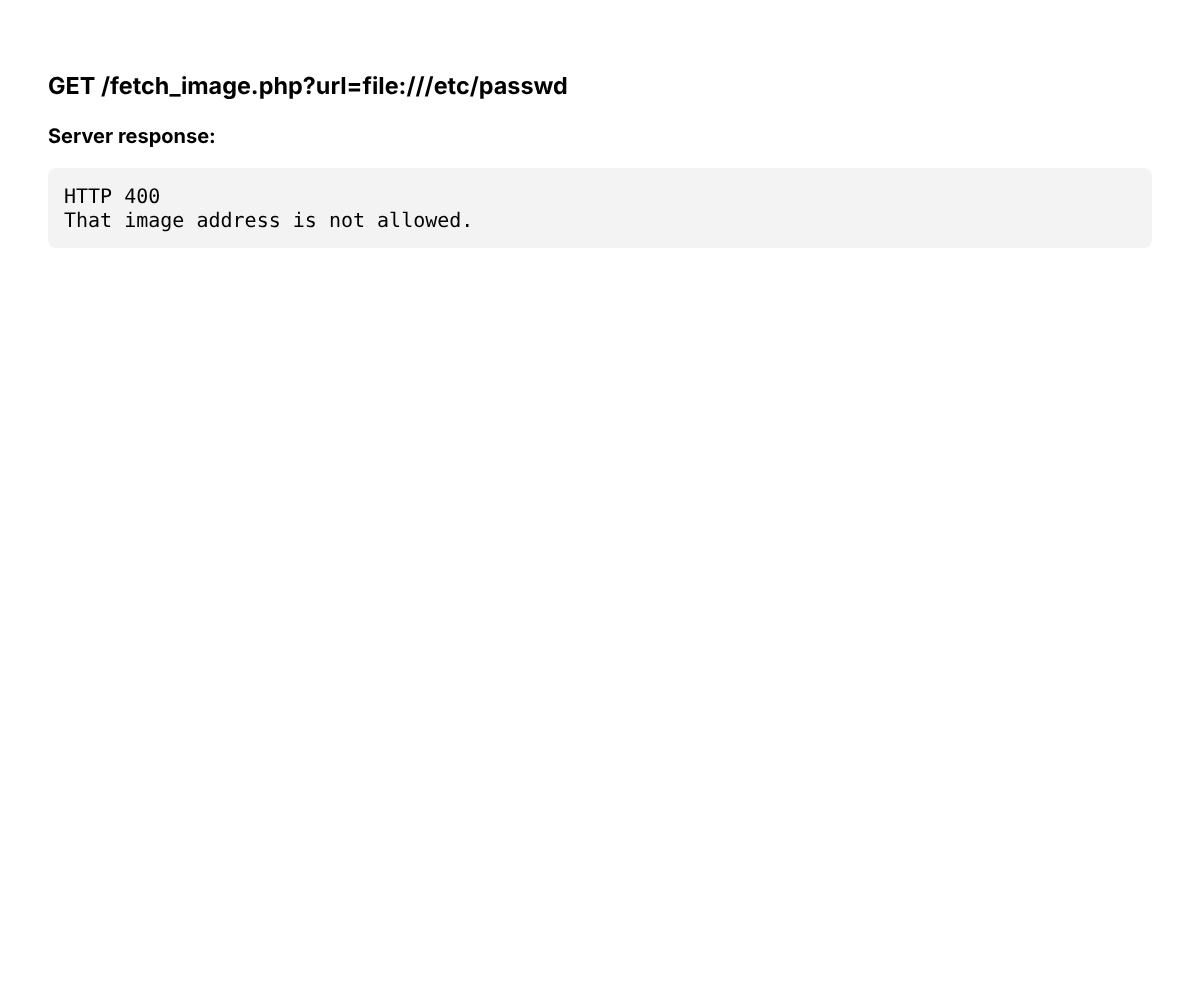 GET /fetch_image.php?url=file:///etc/passwd
Server response:
HTTP 400
That image address is not allowed.